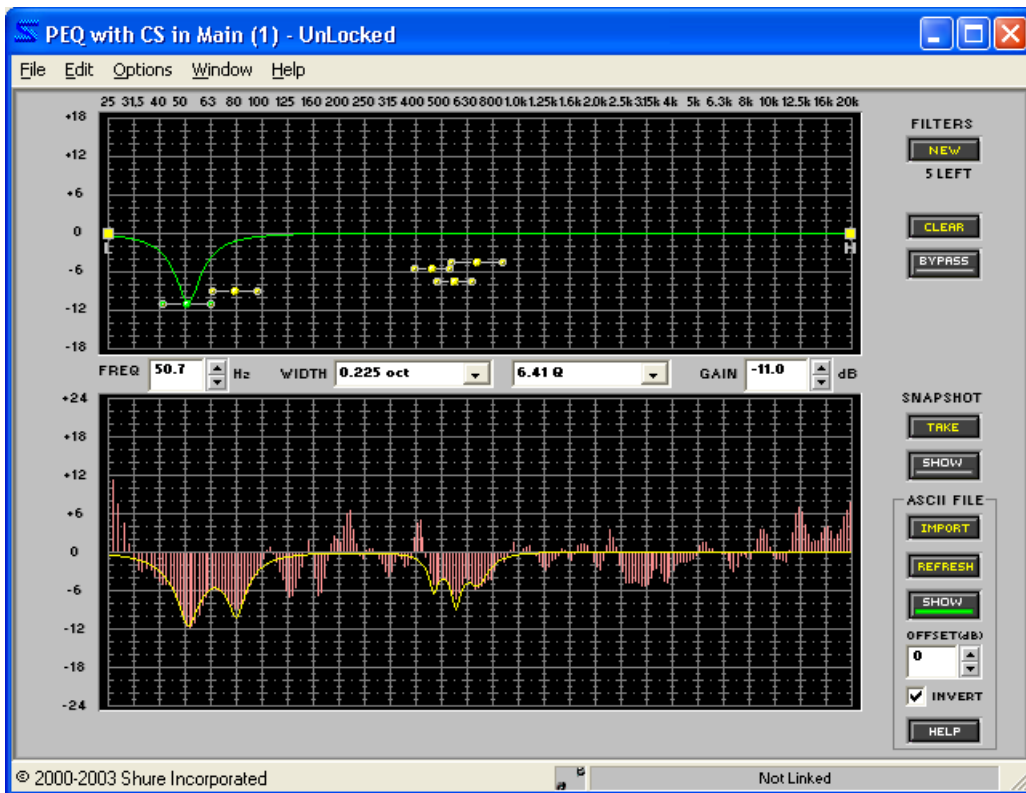 PEQ with CS in Main (1) - UnLocked
File Edit Options Window Help
25 31,5 40 50 63 80 100 125 160 200 250 315 400 500 630 800 1.0k 1.25k 1.6k 2.0k 2.5k 3.15k 4k 5k 6.3k 8k 10k 12.5k 16k 20k
+18
+12
+6
0
-6
-12
-18
L
H
FILTERS
NEW
5 LEFT
CLEAR
BYPASS
FREQ 50.7 Hz WIDTH 0.225 oct 6.41 Q GAIN -11.0 dB
+24
+18
+12
+6
0
-6
-12
-18
-24
SNAPSHOT
TAKE
SHOW
ASCII FILE
IMPORT
REFRESH
SHOW
OFFSET(dB)
0
INVERT
HELP
© 2000-2003 Shure Incorporated
Not Linked